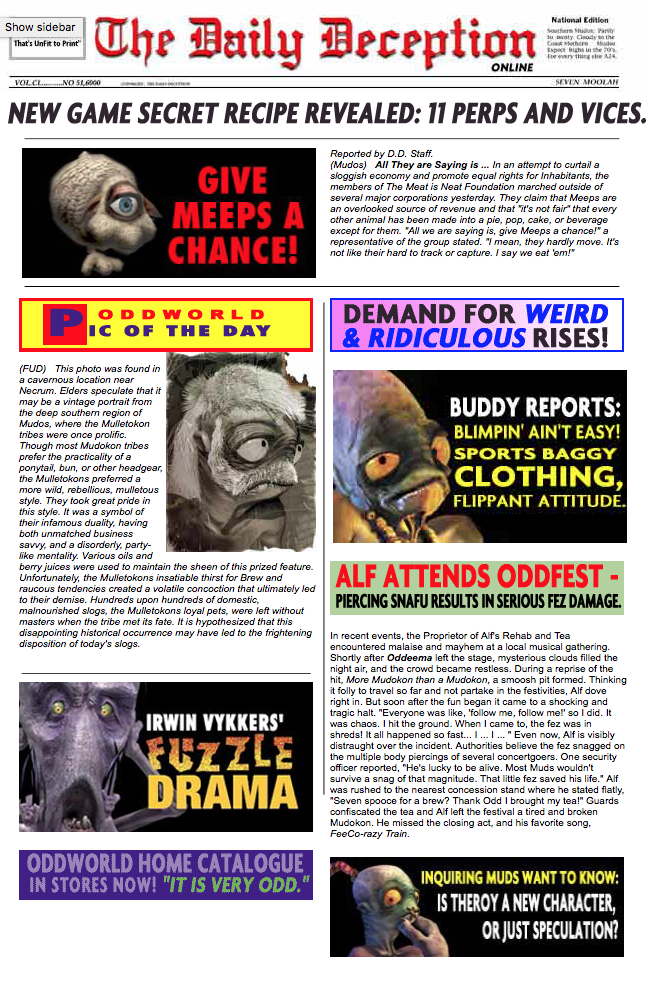 Show sidebar
That's UnFit to Print"
The Daily Deception
ONLINE
National Edition
Southern Mudos: Partly
to Cloudy to the
Coast Mothern Mudos
Expect highs in the 70's.
For every thing else A24.
VOL.CL..........NO 51,6000
SEVEN MOOLAH
NEW GAME SECRET RECIPE REVEALED: 11 PERPS AND VICES.
GIVE
MEEPS A
CHANCE!
Reported by D.D. Staff.
(Mudos) All They are Saying is ... In an attempt to curtail a
sloggish economy and promote equal rights for Inhabitants, the
members of The Meat is Neat Foundation marched outside of
several major corporations yesterday. They claim that Meeps are
an overlooked source of revenue and that "it's not fair" that every
other animal has been made into a pie, pop, cake, or beverage
except for them. "All we are saying is, give Meeps a chance!" a
representative of the group stated. "I mean, they hardly move. It's
not like their hard to track or capture. I say we eat 'em!"
ODDWORLD
PIC OF THE DAY
(FUD) This photo was found in
a cavernous location near
Necrum. Elders speculate that it
may be a vintage portrait from
the deep southern region of
Mudos, where the Mulletokon
tribes were once prolific.
Though most Mudokon tribes
prefer the practicality of a
ponytail, bun, or other headgear,
the Mulletokons preferred a
more wild, rebellious, mulletous
style. They took great pride in
this style. It was a symbol of
their infamous duality, having
both unmatched business
savvy, and a disorderly, party-
like mentality. Various oils and
berry juices were used to maintain the sheen of this prized feature.
Unfortunately, the Mulletokons insatiable thirst for Brew and
raucous tendencies created a volatile concoction that ultimately led
to their demise. Hundreds upon hundreds of domestic,
malnourished slogs, the Mulletokons loyal pets, were left without
masters when the tribe met its fate. It is hypothesized that this
disappointing historical occurrence may have led to the frightening
disposition of today's slogs.
IRWIN VYKKERS'
FUZZLE
DRAMA
ODDWORLD HOME CATALOGUE
IN STORES NOW! "IT IS VERY ODD."
DEMAND FOR WEIRD
& RIDICULOUS RISES!
BUDDY REPORTS:
BLIMPIN' AIN'T EASY!
SPORTS BAGGY
CLOTHING,
FLIPPANT ATTITUDE.
ALF ATTENDS ODDFEST -
PIERCING SNAFU RESULTS IN SERIOUS FEZ DAMAGE.
In recent events, the Proprietor of Alf's Rehab and Tea
encountered malaise and mayhem at a local musical gathering.
Shortly after Oddeema left the stage, mysterious clouds filled the
night air, and the crowd became restless. During a reprise of the
hit, More Mudokon than a Mudokon, a smoosh pit formed. Thinking
it folly to travel so far and not partake in the festivities, Alf dove
right in. But soon after the fun began it came to a shocking and
tragic halt. "Everyone was like, 'follow me, follow me!' so I did. It
was chaos. I hit the ground. When I came to, the fez was in
shreds! It all happened so fast... I ... I ... " Even now, Alf is visibly
distraught over the incident. Authorities believe the fez snagged on
the multiple body piercings of several concertgoers. One security
officer reported, "He's lucky to be alive. Most Muds wouldn't
survive a snag of that magnitude. That little fez saved his life." Alf
was rushed to the nearest concession stand where he stated flatly,
"Seven spooce for a brew? Thank Odd I brought my tea!" Guards
confiscated the tea and Alf left the festival a tired and broken
Mudokon. He missed the closing act, and his favorite song,
FeeCo-razy Train.
INQUIRING MUDS WANT TO KNOW:
IS THEROY A NEW CHARACTER,
OR JUST SPECULATION?